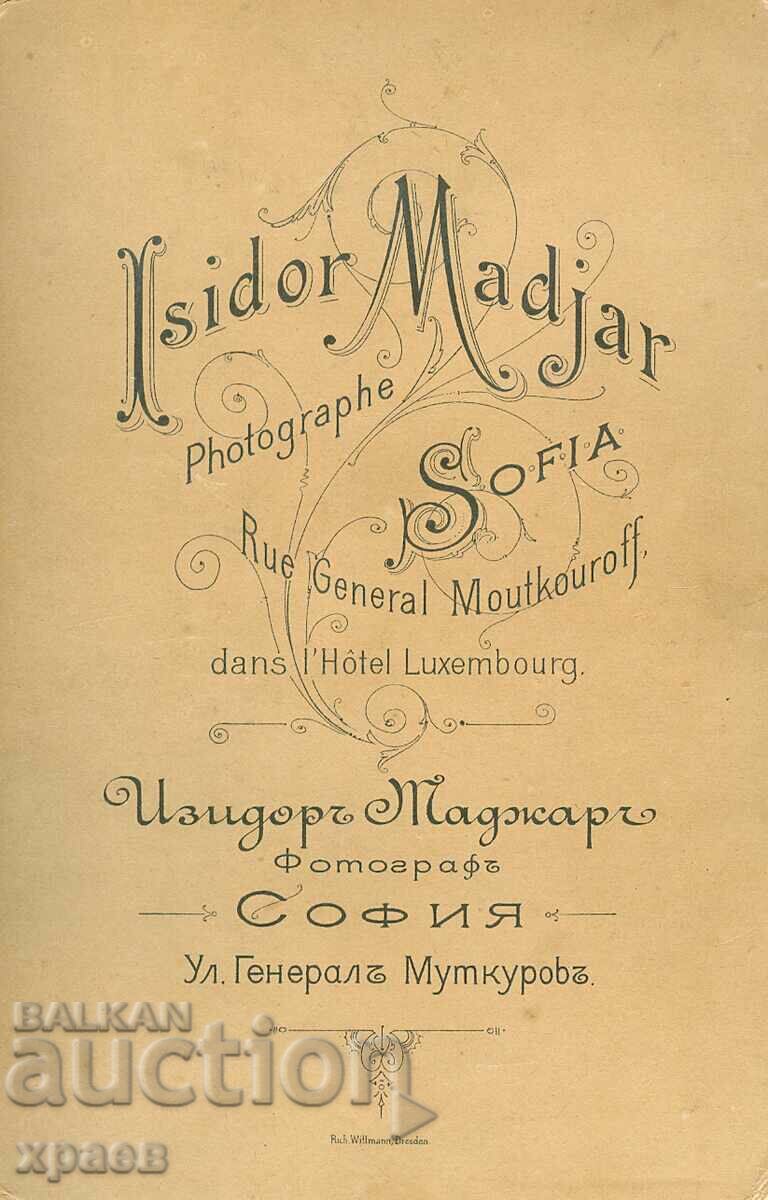 Isidor Madjar
Photographe
SOFIA
Rue General Moutkouroff,
dans l'Hôtel Luxembourg.
Изидоръ Маджаръ
Фотографъ
СОФИЯ
Ул. Генералъ Муткуровъ.
BALKAN
auction
храев
Rich. Wittmann, Dresden.